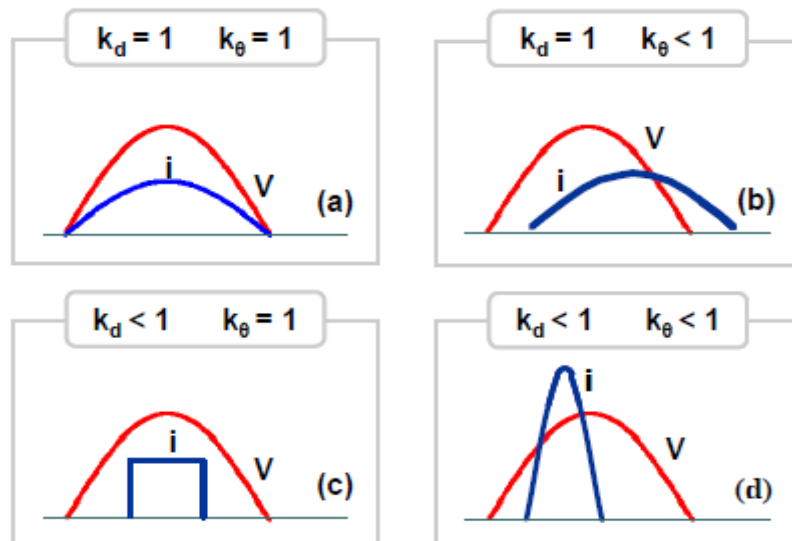 k_d = 1 k_θ = 1
i
V
(a)
k_d = 1 k_θ < 1
V
i
(b)
k_d < 1 k_θ = 1
i
V
(c)
k_d < 1 k_θ < 1
i
V
(d)